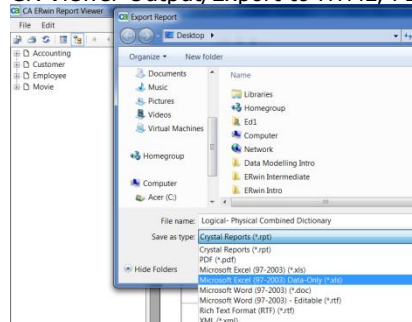 CA ERwin Report Viewer
File Edit
Accounting
Customer
Employee
Movie
Export Report
Desktop
Organize New folder
Documents
Music
Pictures
Videos
Virtual Machines
Homegroup
Computer
Acer (C:)
Name
Libraries
Homegroup
Ed1
Computer
Network
Data Modelling Intro
ERwin Intermediate
ERwin Intro
File name: Logical- Physical Combined Dictionary
Save as type: Crystal Reports (*.rpt)
Crystal Reports (*.rpt)
PDF (*.pdf)
Microsoft Excel (97-2003) (*.xls)
Microsoft Excel (97-2003) Data-Only (*.xls)
Microsoft Word (97-2003) (*.doc)
Microsoft Word (97-2003) - Editable (*.rtf)
Rich Text Format (RTF) (*.rtf)
XML (*.xml)
Hide Folders